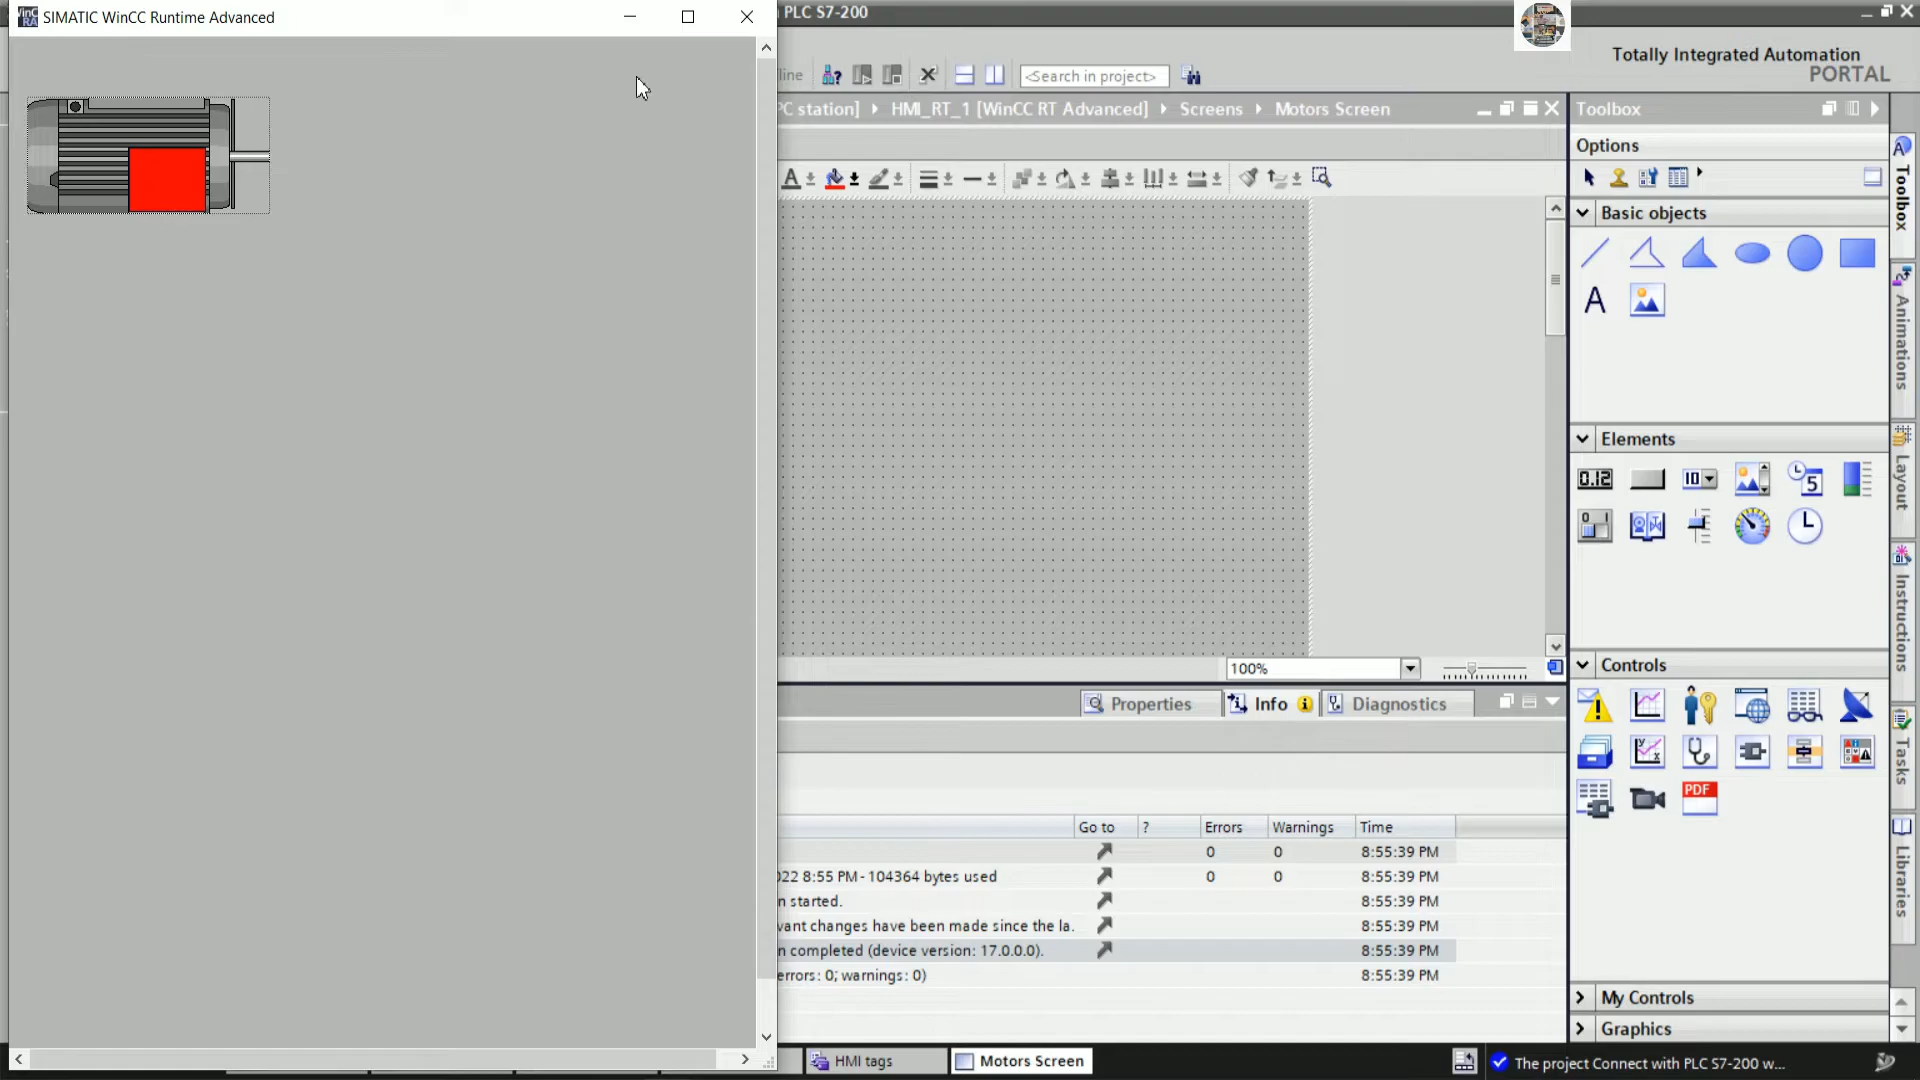 SIMATIC WinCC Runtime Advanced
PLC S7-200
Totally Integrated Automation
PORTAL
line
<Search in project>
PC station]
HMI_RT_1 [WinCC RT Advanced]
Screens
Motors Screen
Toolbox
Options
Basic objects
A
Elements
0.12
10
5
0 1
Controls
PDF
My Controls
Graphics
Toolbox
Animations
Layout
Instructions
Tasks
Libraries
100%
Properties
Info
Diagnostics
Go to
?
Errors
Warnings
Time
0
0
8:55:39 PM
022 8:55 PM - 104364 bytes used
0
0
8:55:39 PM
n started.
8:55:39 PM
vant changes have been made since the la.
8:55:39 PM
n completed (device version: 17.0.0.0).
8:55:39 PM
errors: 0; warnings: 0)
8:55:39 PM
HMI tags
Motors Screen
The project Connect with PLC S7-200 w...